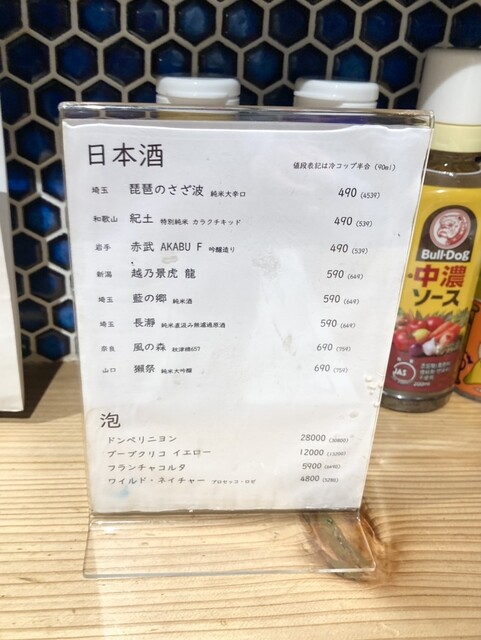 日本酒 値段表記は冷コップ半合(90ml)
埼玉 琵琶のさざ波 純米大辛口 490(4539)
和歌山 紀土 特別純米 カラクチキッド 490(539)
岩手 赤武 AKABU F 吟醸造り 490(539)
新潟 越乃景虎 龍 590(649)
埼玉 藍の郷 純米酒 590(649)
埼玉 長瀞 純米直汲み無濾過原酒 590(649)
奈良 風の森 秋津穂657 690(759)
山口 獺祭 純米大吟醸 690(759)
泡
ドンペリニヨン 28000(30800)
ブーブクリコ イエロー 12000(13200)
フランチャコルタ 5900(6490)
ワイルド・ネイチャー プロセッコ・ロゼ 4800(5280)
Bull-Dog
中濃
ソース
JAS